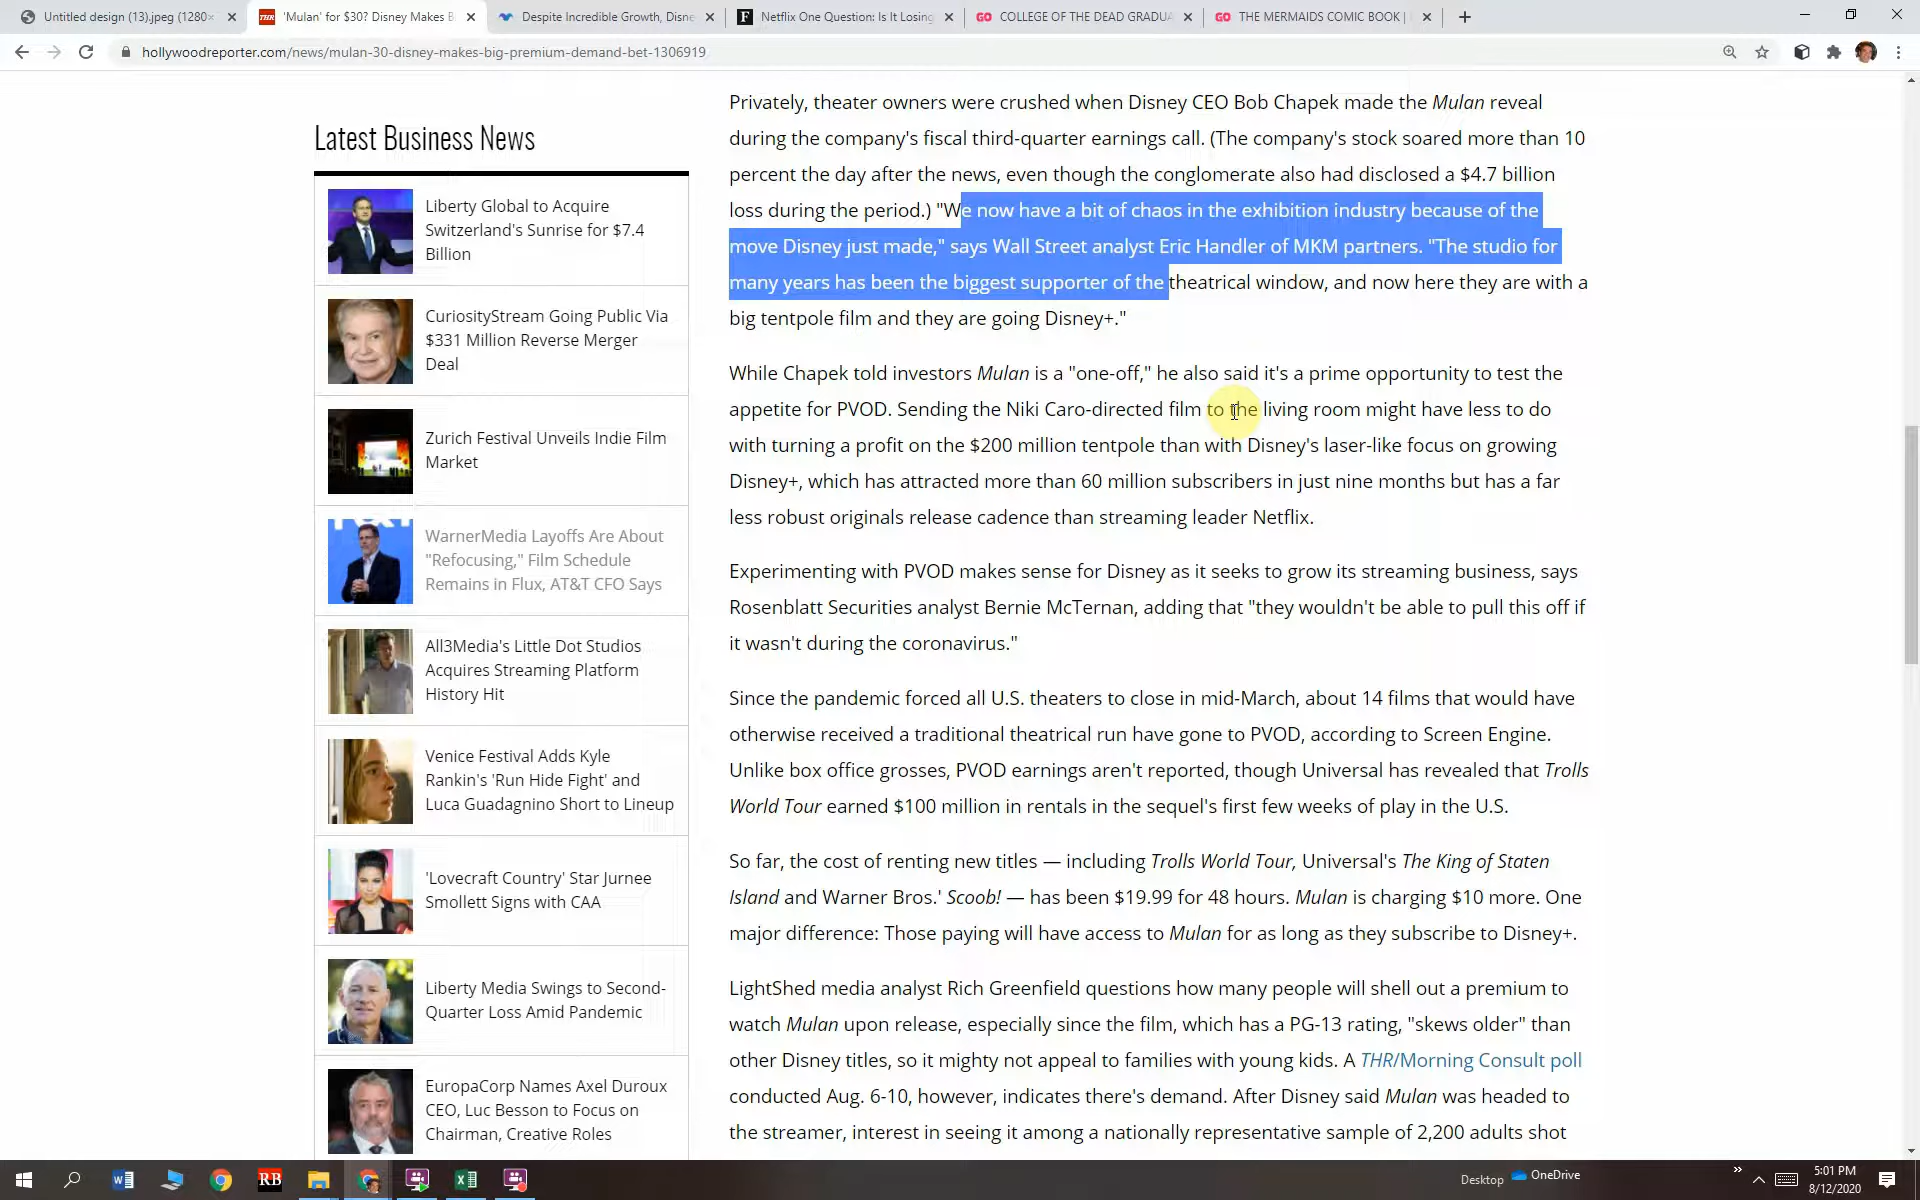 Untitled design (13).jpeg (1280×
'Mulan' for $30? Disney Makes B
Despite Incredible Growth, Disne
Netflix One Question: Is It Losing
COLLEGE OF THE DEAD GRADUA
THE MERMAIDS COMIC BOOK |
hollywoodreporter.com/news/mulan-30-disney-makes-big-premium-demand-bet-1306919
Latest Business News
Liberty Global to Acquire
Switzerland's Sunrise for $7.4
Billion
CuriosityStream Going Public Via
$331 Million Reverse Merger
Deal
Zurich Festival Unveils Indie Film
Market
WarnerMedia Layoffs Are About
"Refocusing," Film Schedule
Remains in Flux, AT&T CFO Says
All3Media's Little Dot Studios
Acquires Streaming Platform
History Hit
Venice Festival Adds Kyle
Rankin's 'Run Hide Fight' and
Luca Guadagnino Short to Lineup
'Lovecraft Country' Star Jurnee
Smollett Signs with CAA
Liberty Media Swings to Second-
Quarter Loss Amid Pandemic
EuropaCorp Names Axel Duroux
CEO, Luc Besson to Focus on
Chairman, Creative Roles
Privately, theater owners were crushed when Disney CEO Bob Chapek made the Mulan reveal
during the company's fiscal third-quarter earnings call. (The company's stock soared more than 10
percent the day after the news, even though the conglomerate also had disclosed a $4.7 billion
loss during the period.) "We now have a bit of chaos in the exhibition industry because of the
move Disney just made," says Wall Street analyst Eric Handler of MKM partners. "The studio for
many years has been the biggest supporter of the theatrical window, and now here they are with a
big tentpole film and they are going Disney+."
While Chapek told investors Mulan is a "one-off," he also said it's a prime opportunity to test the
appetite for PVOD. Sending the Niki Caro-directed film to the living room might have less to do
with turning a profit on the $200 million tentpole than with Disney's laser-like focus on growing
Disney+, which has attracted more than 60 million subscribers in just nine months but has a far
less robust originals release cadence than streaming leader Netflix.
Experimenting with PVOD makes sense for Disney as it seeks to grow its streaming business, says
Rosenblatt Securities analyst Bernie McTernan, adding that "they wouldn't be able to pull this off if
it wasn't during the coronavirus."
Since the pandemic forced all U.S. theaters to close in mid-March, about 14 films that would have
otherwise received a traditional theatrical run have gone to PVOD, according to Screen Engine.
Unlike box office grosses, PVOD earnings aren't reported, though Universal has revealed that Trolls
World Tour earned $100 million in rentals in the sequel's first few weeks of play in the U.S.
So far, the cost of renting new titles — including Trolls World Tour, Universal's The King of Staten
Island and Warner Bros.' Scoob! — has been $19.99 for 48 hours. Mulan is charging $10 more. One
major difference: Those paying will have access to Mulan for as long as they subscribe to Disney+.
LightShed media analyst Rich Greenfield questions how many people will shell out a premium to
watch Mulan upon release, especially since the film, which has a PG-13 rating, "skews older" than
other Disney titles, so it mighty not appeal to families with young kids. A THR/Morning Consult poll
conducted Aug. 6-10, however, indicates there's demand. After Disney said Mulan was headed to
the streamer, interest in seeing it among a nationally representative sample of 2,200 adults shot
RB
Desktop
OneDrive
5:01 PM
8/12/2020